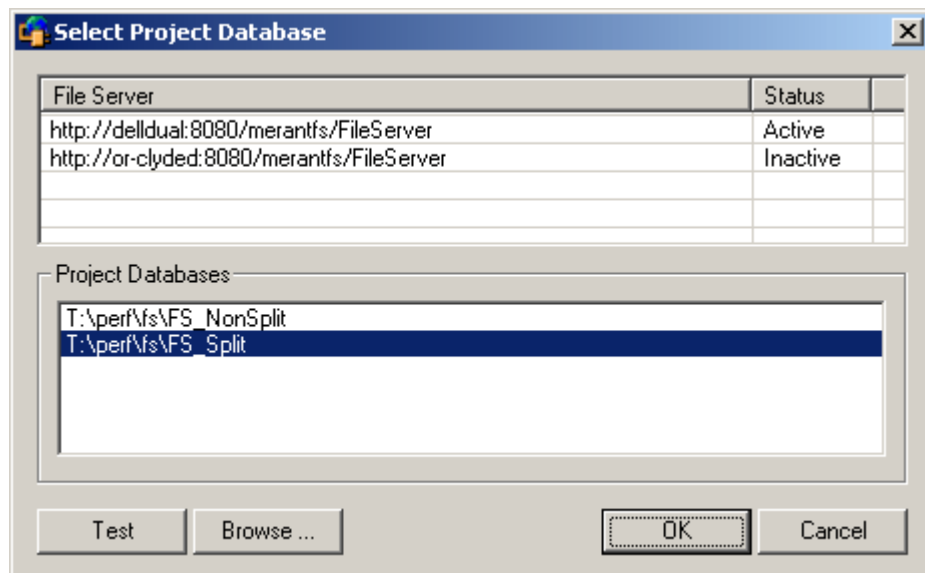 Select Project Database
File Server Status
http://delldual:8080/merantfs/FileServer Active
http://or-clyded:8080/merantfs/FileServer Inactive
Project Databases
T:\perf\fs\FS_NonSplit
T:\perf\fs\FS_Split
Test Browse ... OK Cancel